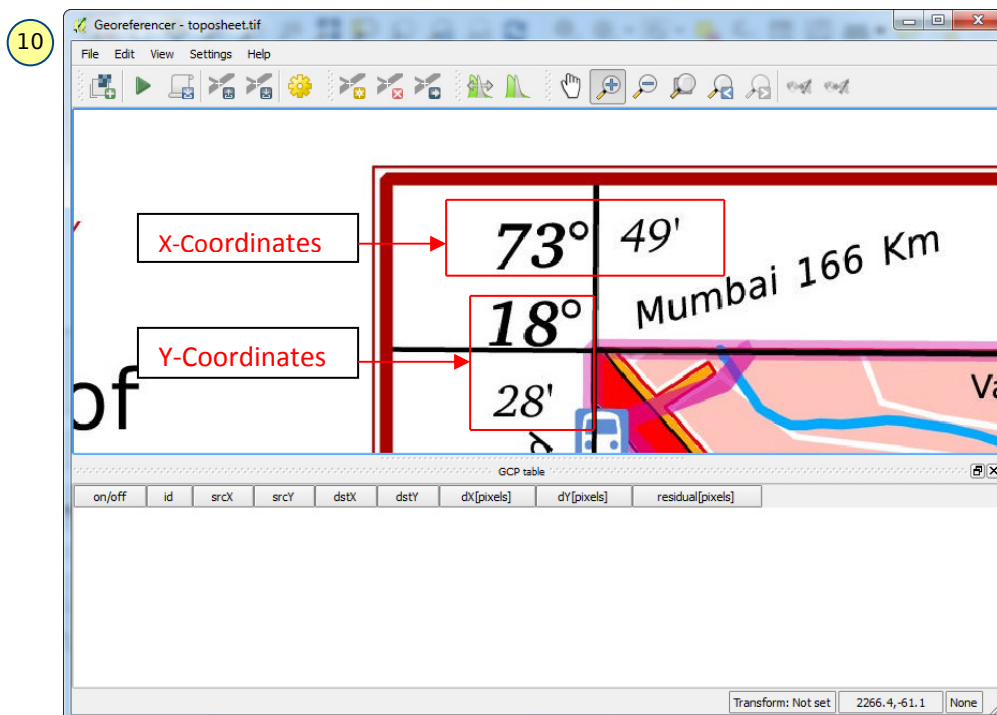 10
Georeferencer - toposheet.tif
File Edit View Settings Help
X-Coordinates
73° 49'
Mumbai 166 Km
18°
Y-Coordinates
28'
of
Va
GCP table
on/off id srcX srcY dstX dstY dX[pixels] dY[pixels] residual[pixels]
Transform: Not set 2266.4,-61.1 None